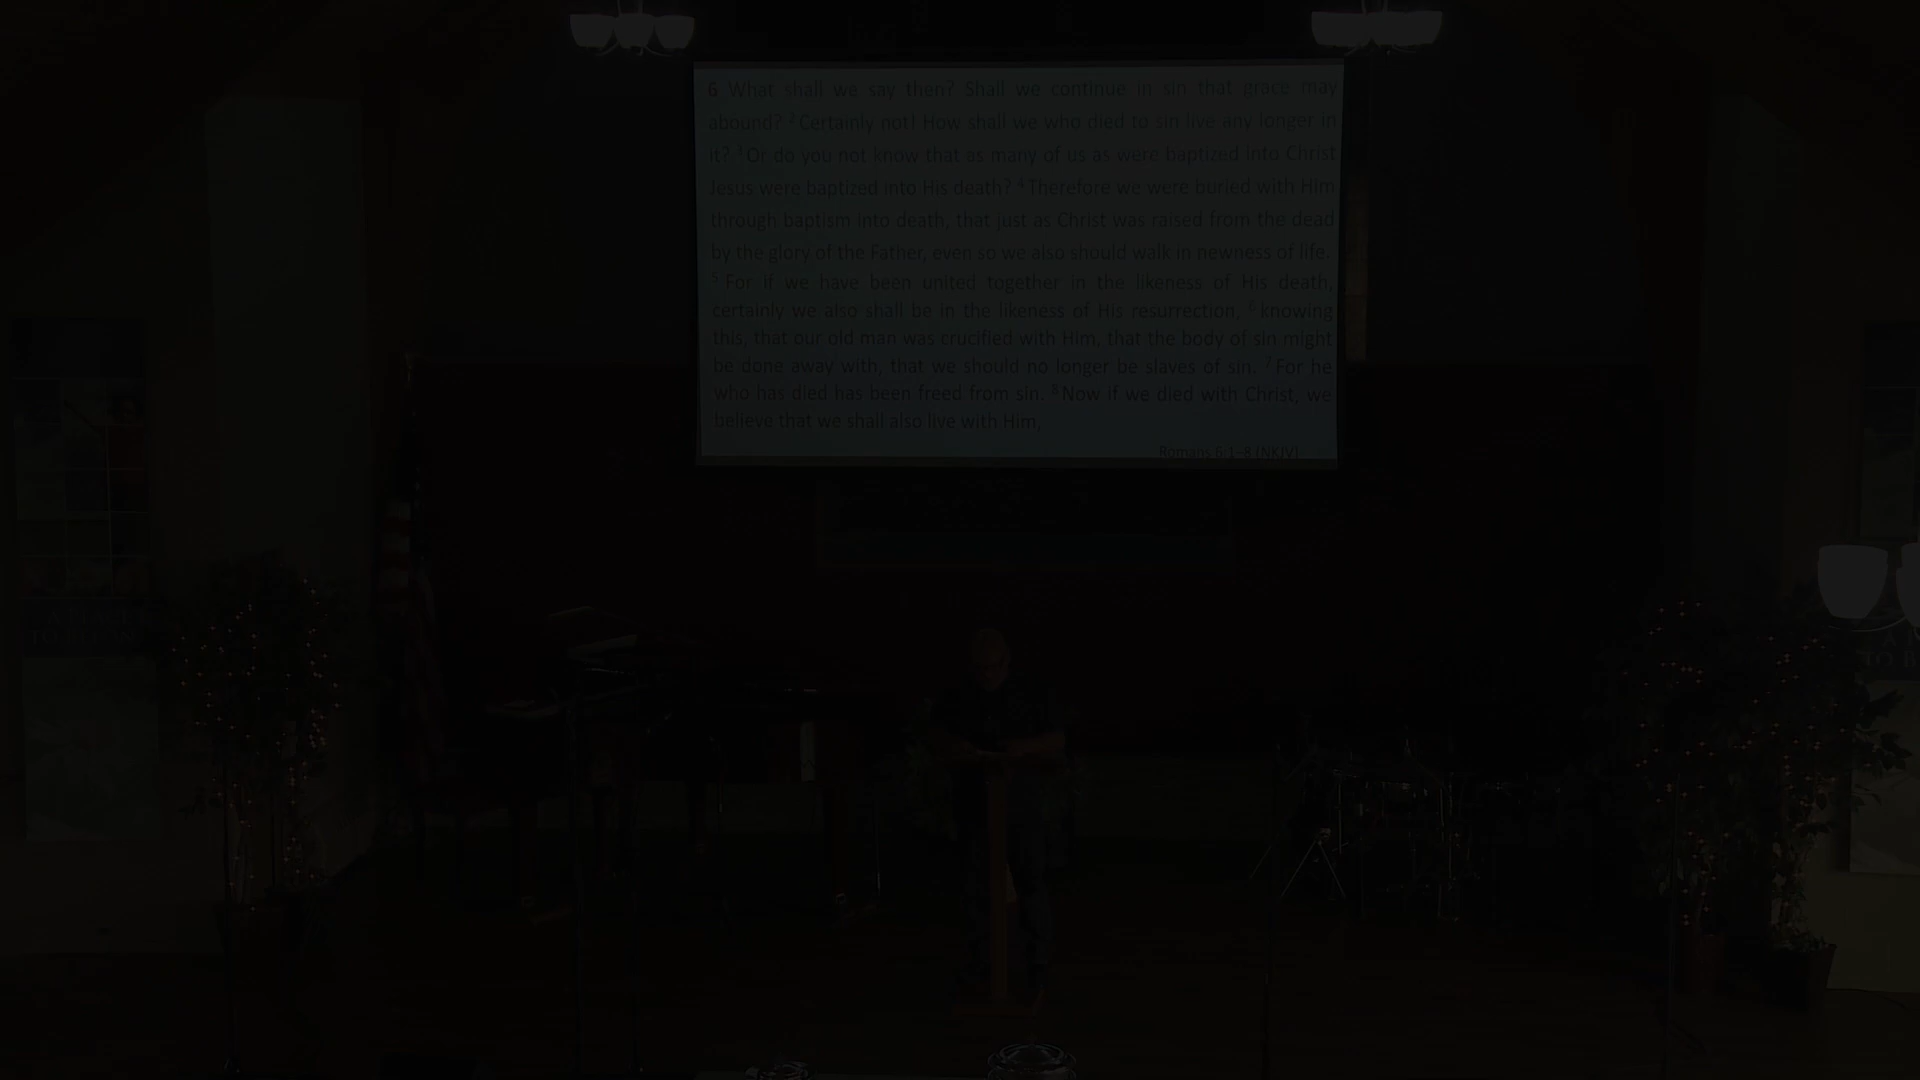 6 What shall we say then? Shall we continue in sin that grace may
abound? 2 Certainly not! How shall we who died to sin live any longer in
it? 3 Or do you not know that as many of us as were baptized into Christ
Jesus were baptized into His death? 4 Therefore we were buried with Him
through baptism into death, that just as Christ was raised from the dead
by the glory of the Father, even so we also should walk in newness of life.
5 For if we have been united together in the likeness of His death,
certainly we also shall be in the likeness of His resurrection, 6 knowing
this, that our old man was crucified with Him, that the body of sin might
be done away with, that we should no longer be slaves of sin. 7 For he
who has died has been freed from sin. 8 Now if we died with Christ, we
believe that we shall also live with Him,
Romans 6:1–8 (NKJV)
TO B